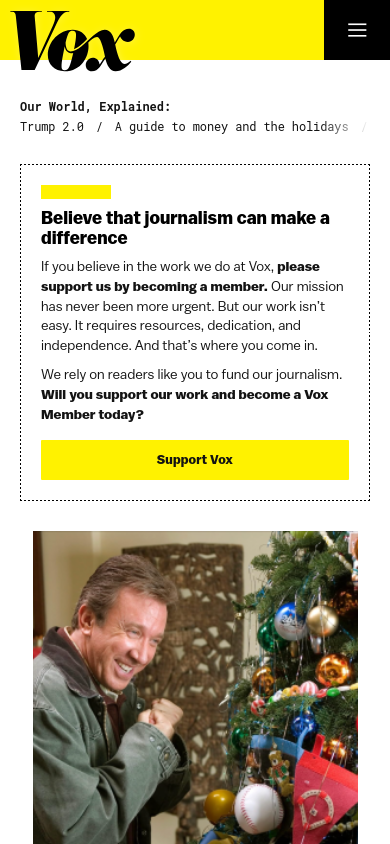 Vox
Our World, Explained:
Trump 2.0 / A guide to money and the holidays /
Believe that journalism can make a
difference
If you believe in the work we do at Vox, please
support us by becoming a member. Our mission
has never been more urgent. But our work isn't
easy. It requires resources, dedication, and
independence. And that's where you come in.
We rely on readers like you to fund our journalism.
Will you support our work and become a Vox
Member today?
Support Vox